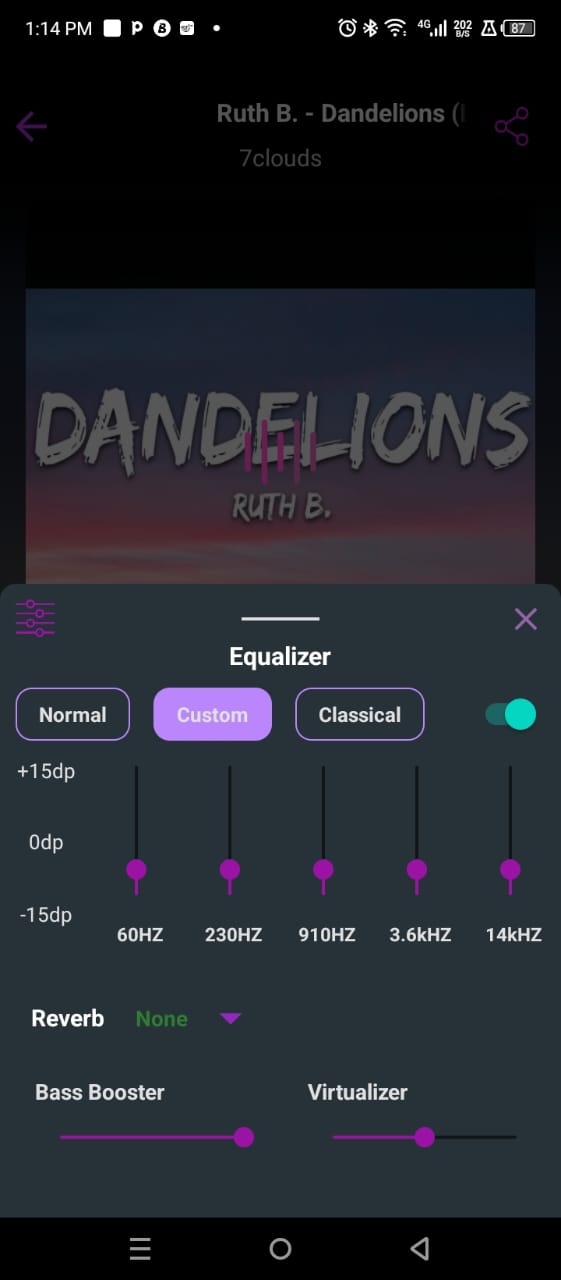 1:14 PM
4G 202 B/S 87
Ruth B. - Dandelions (
7clouds
DANDELIONS
RUTH B.
Equalizer
Normal Custom Classical
+15dp
0dp
-15dp
60HZ 230HZ 910HZ 3.6kHZ 14kHZ
Reverb None
Bass Booster Virtualizer